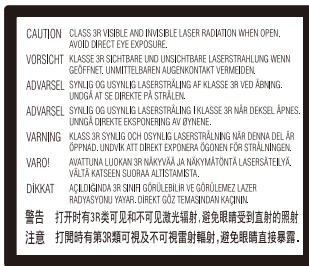 CAUTION CLASS 3R VISIBLE AND INVISIBLE LASER RADIATION WHEN OPEN.
AVOID DIRECT EYE EXPOSURE.
VORSICHT KLASSE 3R SICHTBARE UND UNSICHTBARE LASERSTRAHLUNG WENN
GEÖFFNET. UNMITTELBAREN AUGENKONTAKT VERMEIDEN.
ADVARSEL SYNLIG OG USYNLIG LASERSTRÅLING AF KLASSE 3R VED ÅBNING.
UNDGÅ AT SE DIREKTE PÅ STRÅLEN.
ADVARSEL SYNLIG OG USYNLIG LASERSTRÅLING I KLASSE 3R NÅR DEKSEL ÅPNES.
UNNGÅ DIREKTE EKSPONERING AV ØYNENE.
VARNING KLASS 3R SYNLIG OCH OSYNLIG LASERSTRÅLNING NÄR DENNA DEL ÄR
ÖPPNAD. UNDVIK ATT DIREKT EXPONERA ÖGONEN FÖR STRÅLNINGEN.
VARO! AVATTUNA LUOKAN 3R NÄKYVÄÄ JA NÄKYMÄTÖNTÄ LASERSÄTEILYÄ.
VÄLTÄ KATSEEN SUORAA ALTISTAMISTA.
DİKKAT AÇILDIĞINDA 3R SINIFI GÖRÜLEBİLİR VE GÖRÜLEMEZ LAZER
RADYASYONU YAYAR. DİREKT GÖZ TEMASINDAN KAÇININ.
警告 打开时有3R类可见和不可见激光辐射,避免眼睛受到直射的照射
注意 打開時有第3R類可視及不可視雷射輻射,避免眼睛直接暴露.